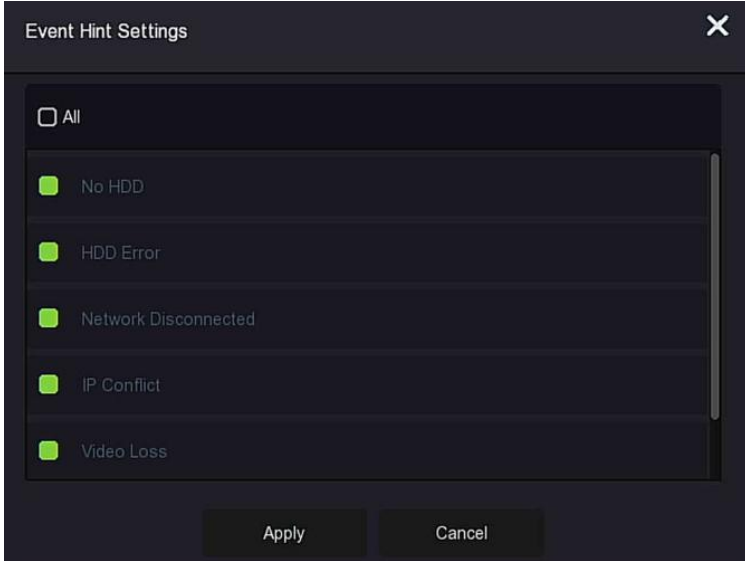 Event Hint Settings
All
No HDD
HDD Error
Network Disconnected
IP Conflict
Video Loss
Apply
Cancel